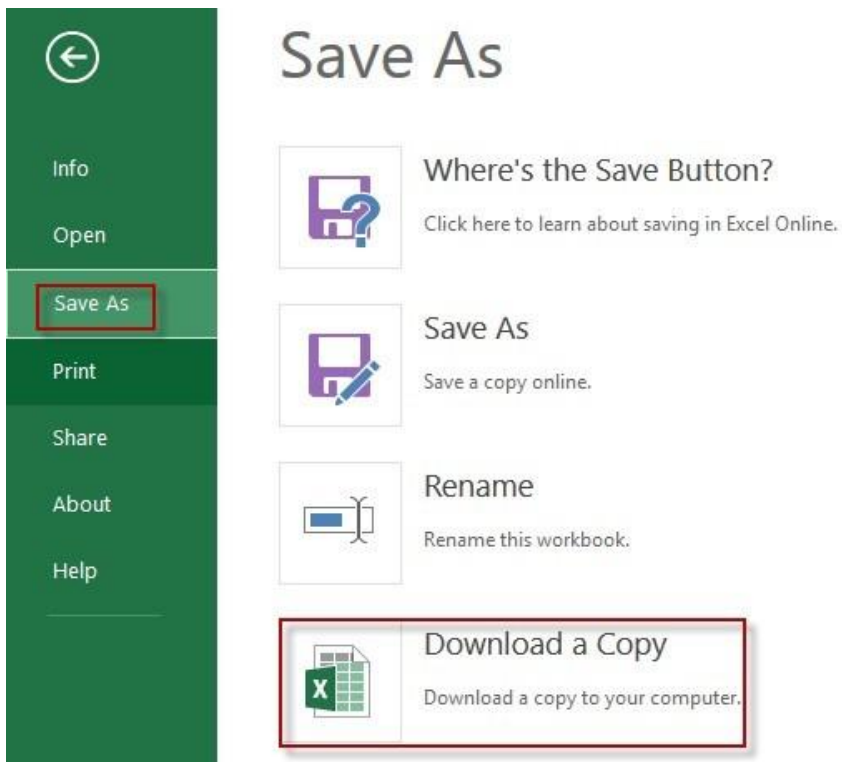 Save As
Info
Open
Save As
Print
Share
About
Help
Where's the Save Button?
Click here to learn about saving in Excel Online.
Save As
Save a copy online.
Rename
Rename this workbook.
Download a Copy
Download a copy to your computer.